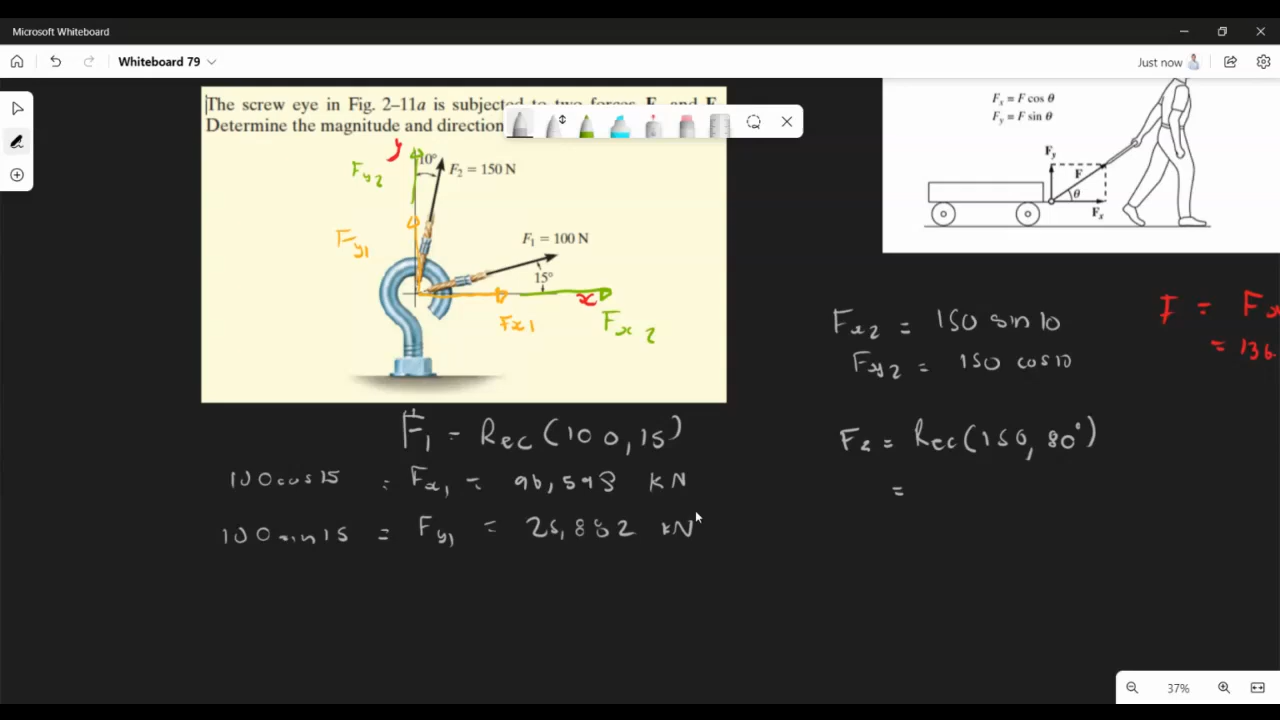 Microsoft Whiteboard
Whiteboard 79
Just now
The screw eye in Fig. 2–11a is subjected to two forces, F and F
Determine the magnitude and direction
y
10°
Fy2
F₂ = 150 N
Fy1
F₁ = 100 N
15°
x
Fx1
Fx2
Fx = F cos θ
Fy = F sin θ
Fy
F
θ
Fx
Fx2 = 150 sin 10
Fy2 = 150 cos10
F = Fx
= 136.
F1 = Rec(100,15)
100cos15 = Fx1 = 96,593 kN
100sin15 = Fy1 = 25,882 kN
F2 = Rec(150, 80°)
=
37%